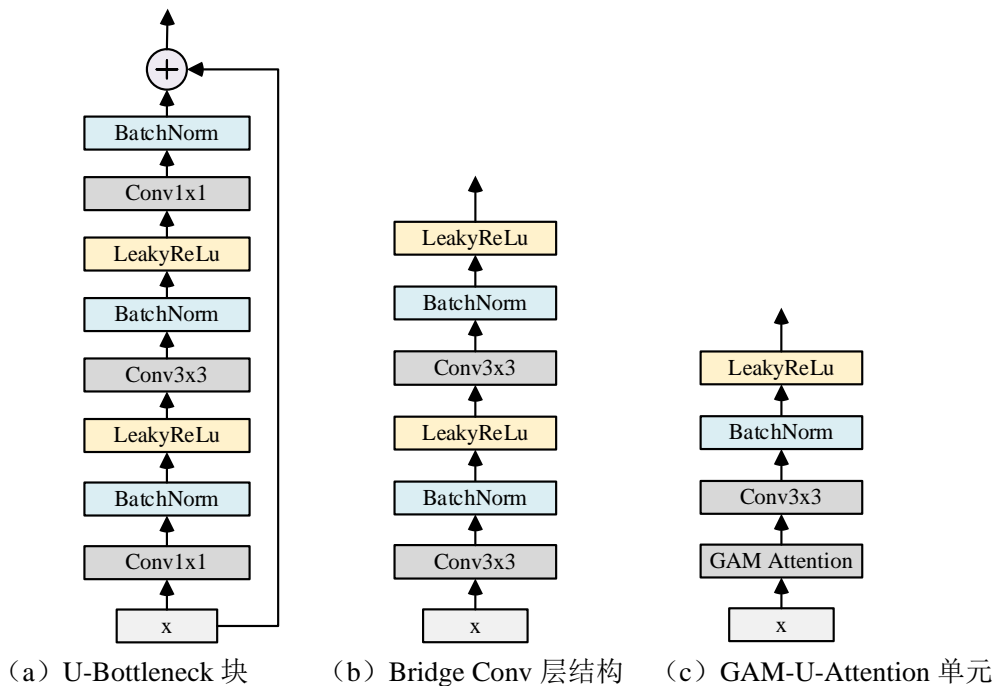 +
BatchNorm
Conv1x1
LeakyReLu
BatchNorm
Conv3x3
LeakyReLu
BatchNorm
Conv1x1
x
（a）U-Bottleneck 块
LeakyReLu
BatchNorm
Conv3x3
LeakyReLu
BatchNorm
Conv3x3
x
（b）Bridge Conv 层结构
LeakyReLu
BatchNorm
Conv3x3
GAM Attention
x
（c）GAM-U-Attention 单元